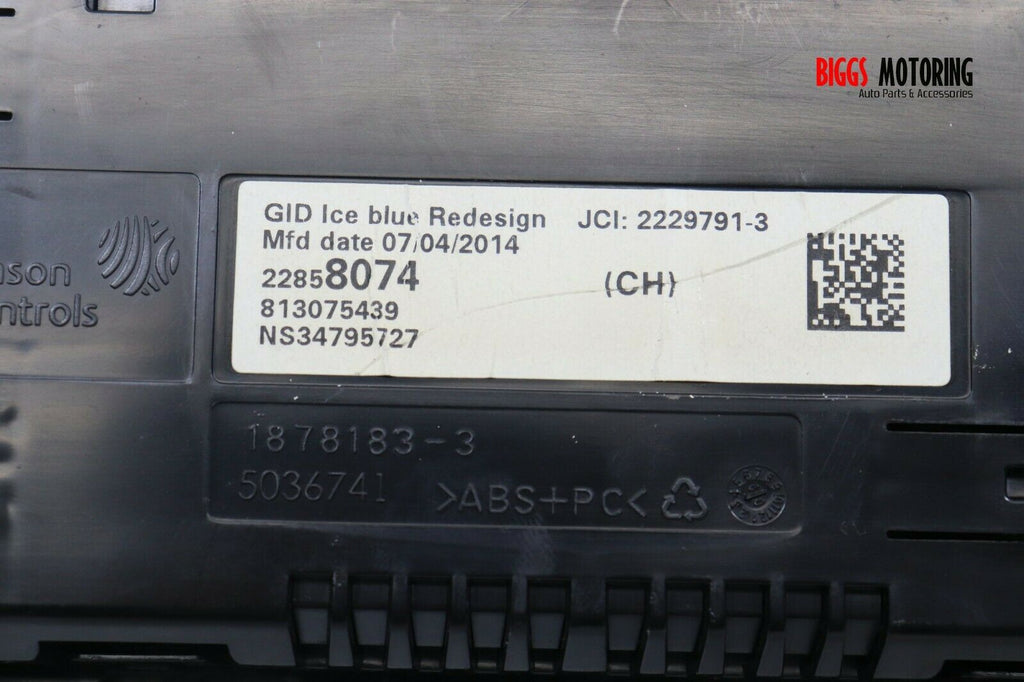 BIGGS MOTORING
Auto Parts & Accessories
GID Ice blue Redesign JCI: 2229791-3
Mfd date 07/04/2014
22858074 (CH)
813075439
NS34795727
nson
ntrols
1878183-3
5036741 >ABS+PC<